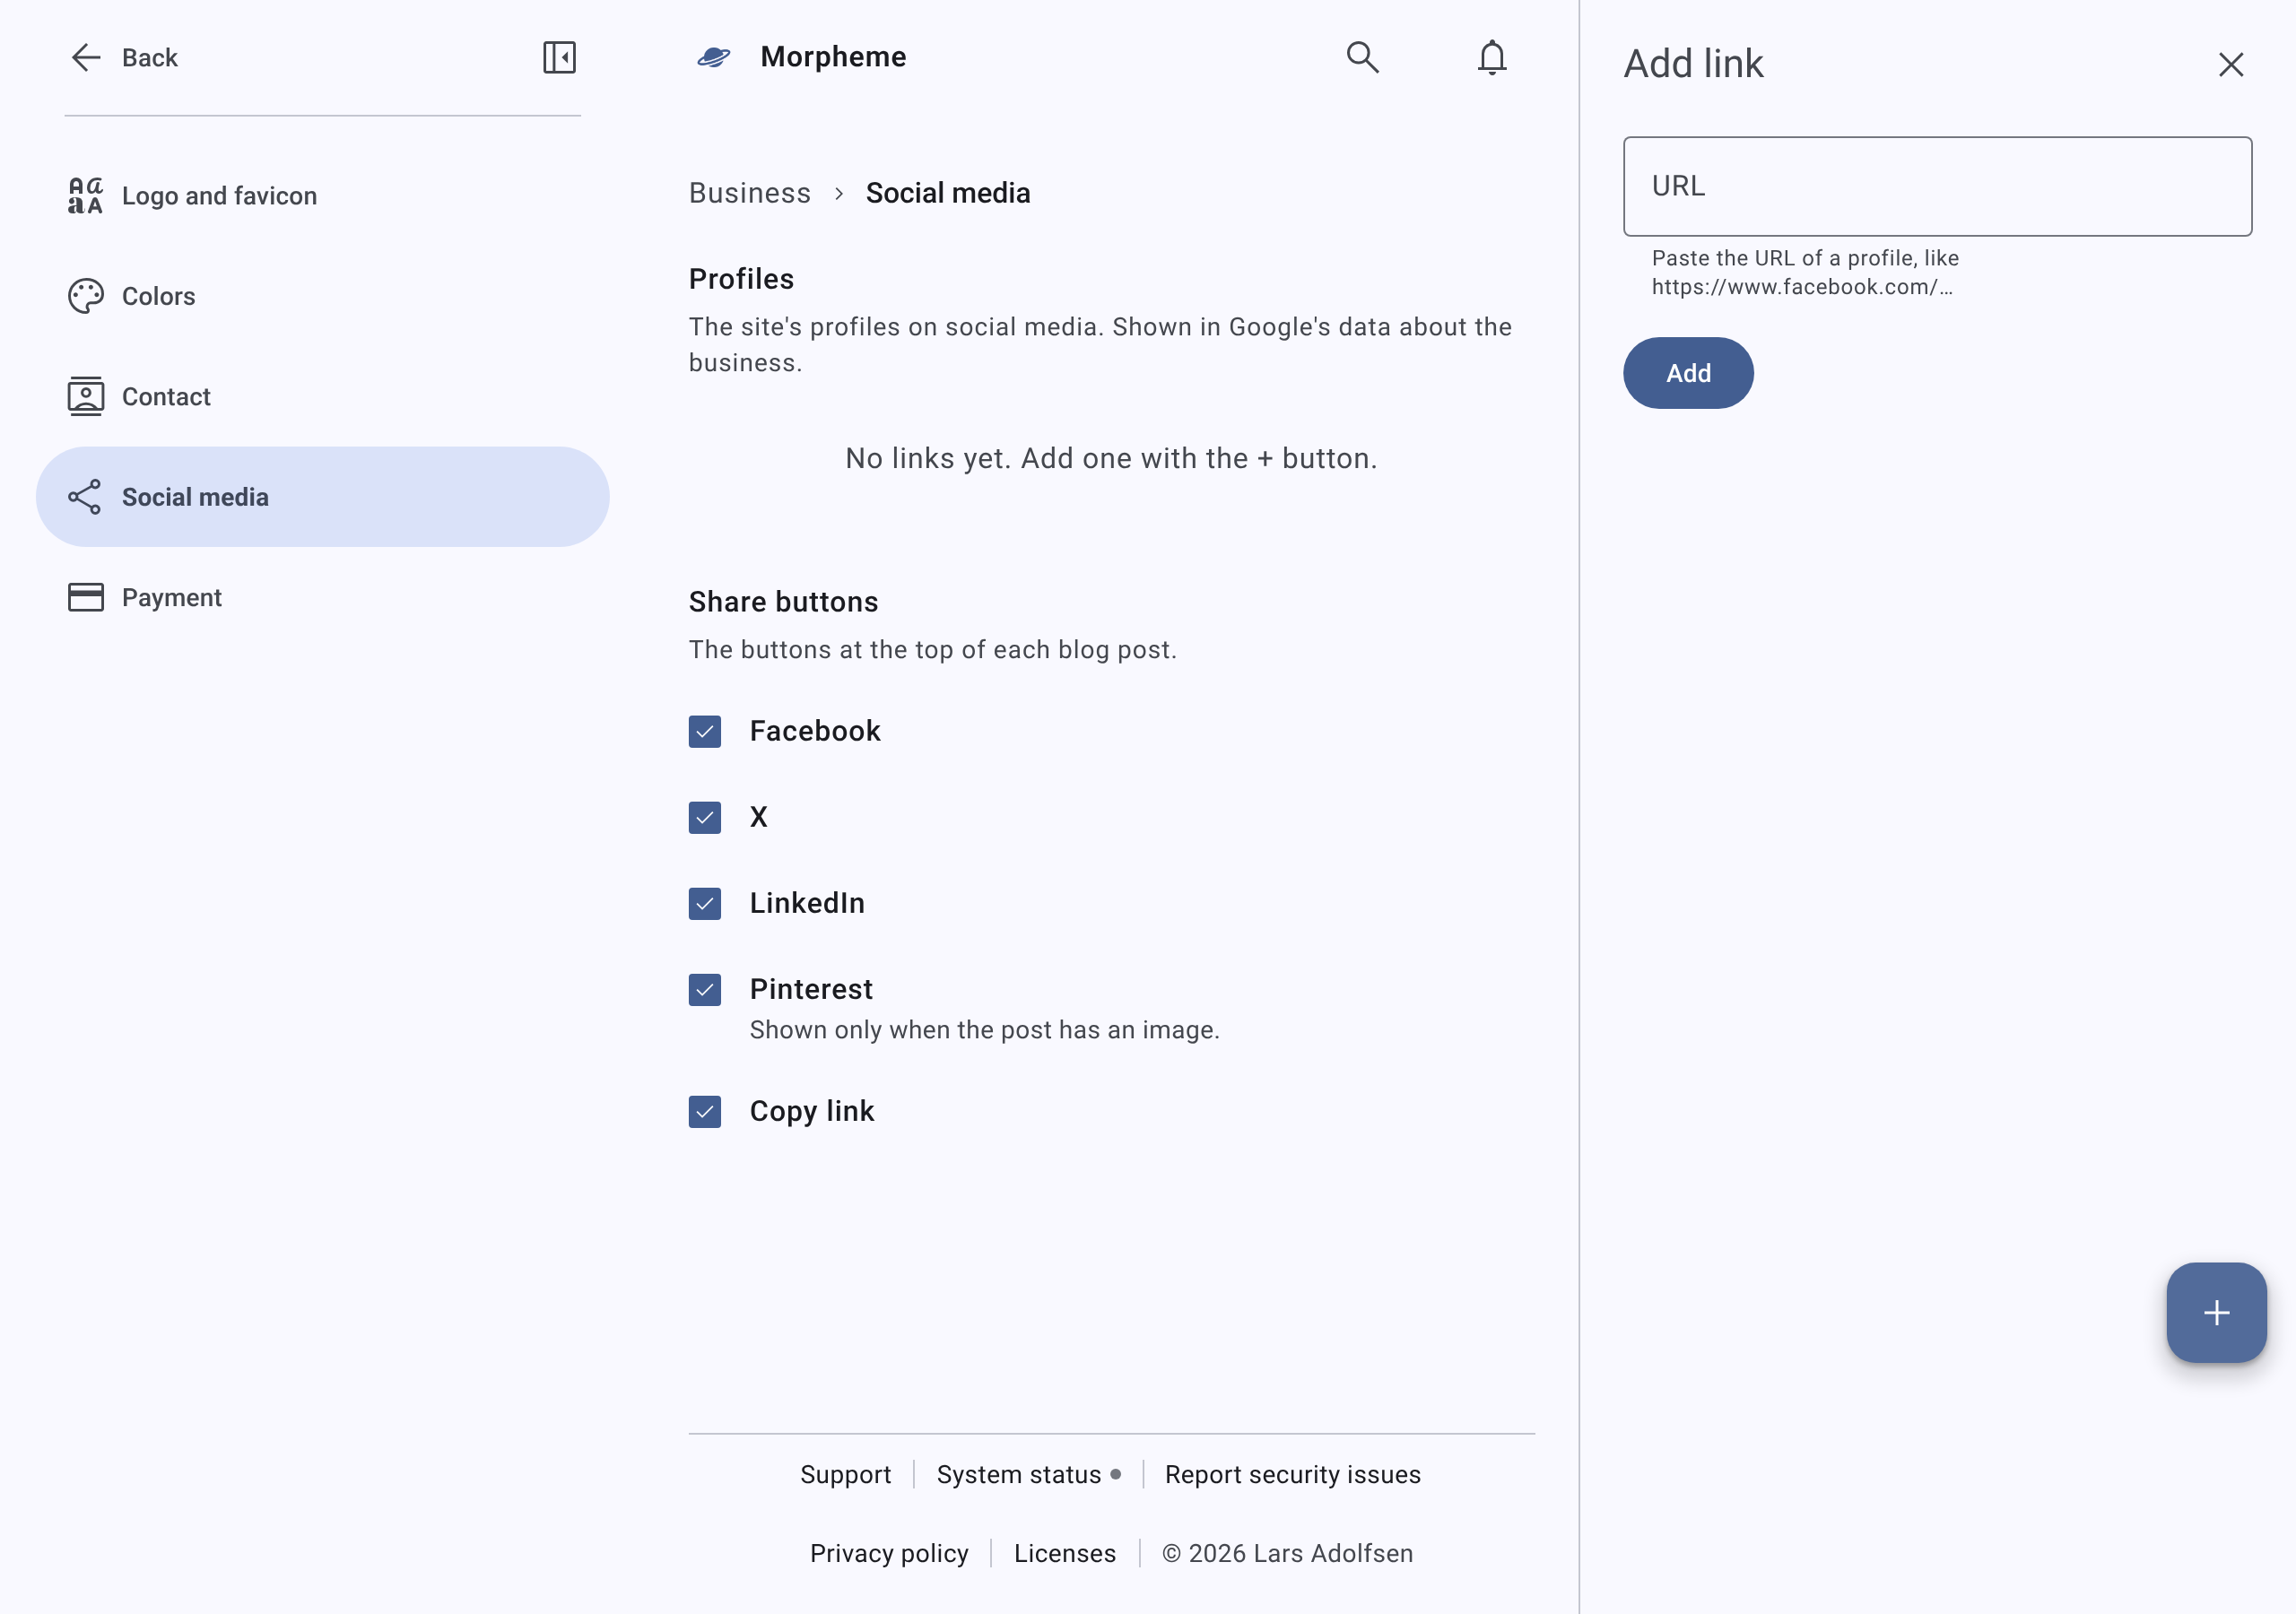 Back
Logo and favicon
Colors
Contact
Social media
Payment
Morpheme
Business > Social media
Profiles
The site's profiles on social media. Shown in Google's data about the
business.
No links yet. Add one with the + button.
Share buttons
The buttons at the top of each blog post.
Facebook
X
LinkedIn
Pinterest
Shown only when the post has an image.
Copy link
Support
System status
Report security issues
Privacy policy
Licenses
© 2026 Lars Adolfsen
Add link
URL
Paste the URL of a profile, like
https://www.facebook.com/…
Add